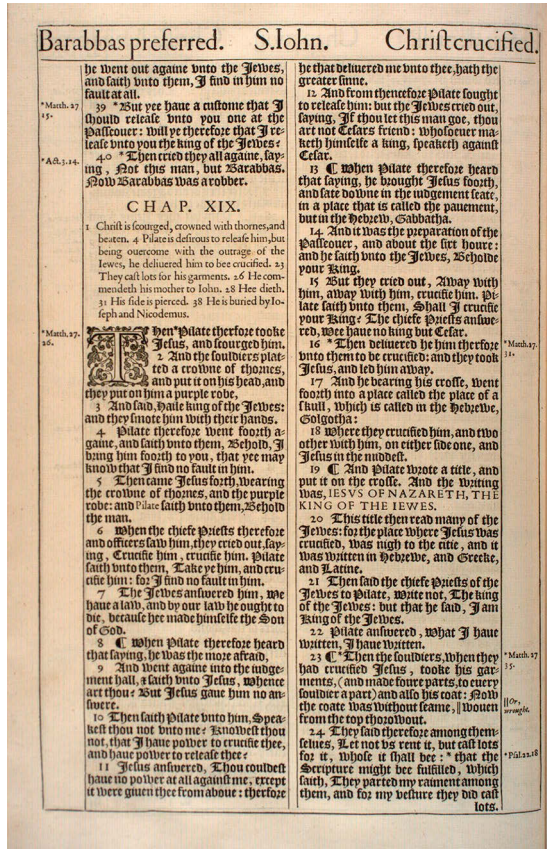 Barabbas preferred. S.Iohn. Christ crucified.
he went out againe vnto the Iewes,
and saith vnto them, I find in him no
fault at all.
*Matth. 27
15.
39 *But yee haue a custome that I
should release vnto you one at the
Passeouer: will ye therefore that I re-
lease vnto you the king of the Iewes?
*Act.3.14.
40 *Then cried they all againe, say-
ing, Not this man, but Barabbas.
Now Barabbas was a robber.
CHAP. XIX.
1 Christ is scourged, crowned with thornes, and
beaten. 4 Pilate is desirous to release him, but
being ouercome with the outrage of the
Iewes, he deliuered him to bee crucified. 23
They cast lots for his garments. 26 He com-
mendeth his mother to Iohn. 28 Hee dieth.
31 His side is pierced. 38 He is buried by Io-
seph and Nicodemus.
*Matth. 27.
26.
THen *Pilate therfore tooke
Iesus, and scourged him.
2 And the souldiers plat-
ted a crowne of thornes,
and put it on his head, and
they put on him a purple robe,
3 And said, Haile king of the Iewes:
and they smote him with their hands.
4 Pilate therefore went foorth a-
gaine, and saith vnto them, Behold, I
bring him foorth to you, that yee may
know that I find no fault in him.
5 Then came Iesus forth, wearing
the crowne of thornes, and the purple
robe: and Pilate saith vnto them, Behold
the man.
6 When the chiefe Priests therefore
and officers saw him, they cried out, say-
ing, Crucifie him, crucifie him. Pilate
saith vnto them, Take ye him, and cru-
cifie him: for I find no fault in him.
7 The Iewes answered him, We
haue a law, and by our law he ought to
die, because hee made himselfe the Son
of God.
8 ¶ When Pilate therefore heard
that saying, he was the more afraid,
9 And went againe into the iudge-
ment hall, & saith vnto Iesus, Whence
art thou? But Iesus gaue him no an-
swere.
10 Then saith Pilate vnto him, Spea-
kest thou not vnto me? Knowest thou
not, that I haue power to crucifie thee,
and haue power to release thee?
11 Iesus answered, Thou couldest
haue no power at all against me, except
it were giuen thee from aboue: therfore
he that deliuered me vnto thee, hath the
greater sinne.
12 And from thencefoorth Pilate sought
to release him: but the Iewes cried out,
saying, If thou let this man goe, thou
art not Cesars friend: whosoeuer ma-
keth himselfe a king, speaketh against
Cesar.
13 ¶ When Pilate therefore heard
that saying, he brought Iesus foorth,
and sate downe in the iudgement seate,
in a place that is called the pauement,
but in the Hebrew, Gabbatha.
14 And it was the preparation of the
Passeouer, and about the sixt houre:
and he saith vnto the Iewes, Beholde
your King.
15 But they cried out, Away with
him, away with him, crucifie him. Pi-
late saith vnto them, Shall I crucifie
your King? The chiefe Priests answe-
red, Wee haue no king but Cesar.
*Matth.27.
31.
16 *Then deliuered he him therfore
vnto them to be crucified: and they took
Iesus, and led him away.
17 And he bearing his crosse, went
foorth into a place called the place of a
skull, which is called in the Hebrewe,
Golgotha:
18 Where they crucified him, and two
other with him, on either side one, and
Iesus in the middest.
19 ¶ And Pilate wrote a title, and
put it on the crosse. And the writing
was, IESVS OF NAZARETH, THE
KING OF THE IEWES.
20 This title then read many of the
Iewes: for the place where Iesus was
crucified, was nigh to the citie, and it
was written in Hebrewe, and Greeke,
and Latine.
21 Then said the chiefe Priests of the
Iewes to Pilate, Write not, The king
of the Iewes: but that he said, I am
King of the Iewes.
22 Pilate answered, What I haue
written, I haue written.
*Matth. 27
35.
23 ¶ *Then the souldiers, when they
had crucified Iesus, tooke his gar-
ments, (and made foure parts, to euery
souldier a part) and also his coat: Now
||Or,
wrought.
the coate was without seame, || wouen
from the top thorowout.
24 They said therefore among them-
selues, Let not vs rent it, but cast lots
*Psal.22.18
for it, whose it shall bee: *that the
Scripture might bee fulfilled, which
saith, They parted my raiment among
them, and for my vesture they did cast
lots.